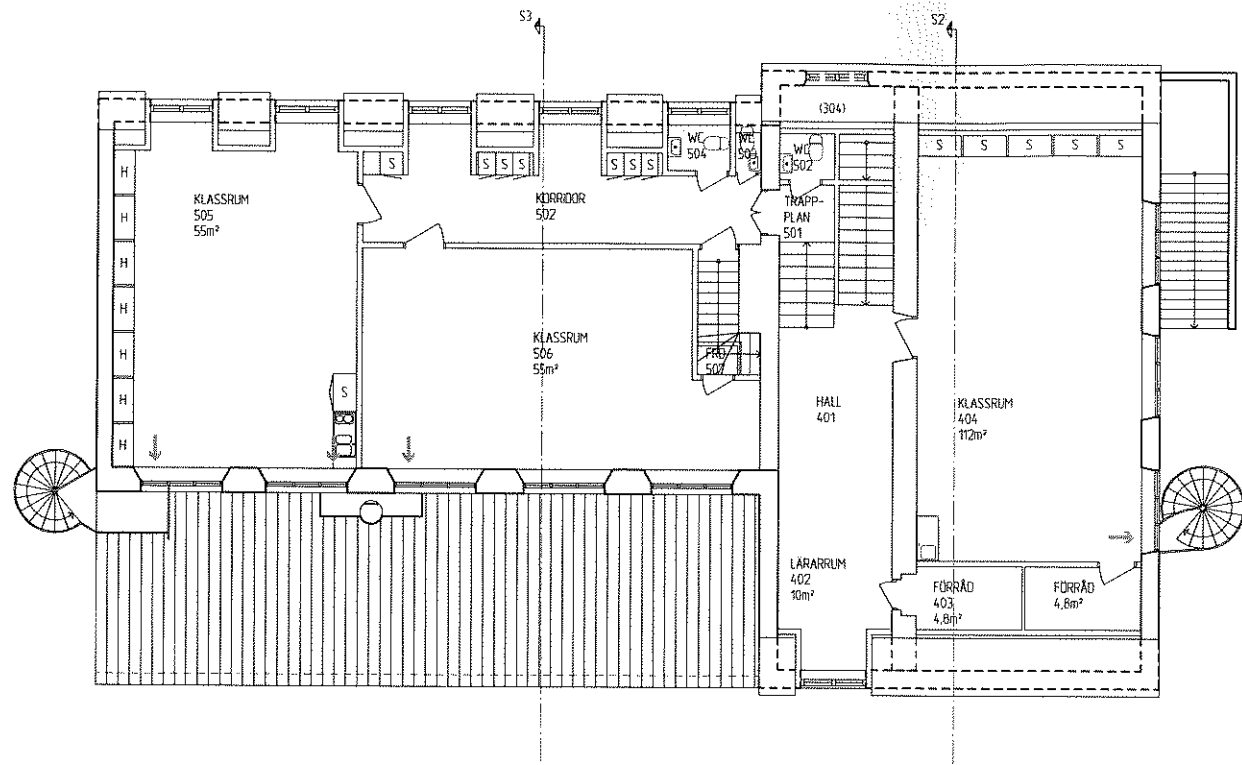 S3
S2
(304)
WC
504
WC
503
WC
502
S
S S S
S S S
S S S S S
H
H
H
H
H
H
H
KLASSRUM
505
55m²
KORRIDOR
502
TRAPP-
PLAN
501
KLASSRUM
506
55m²
FRD
507
S
HALL
401
KLASSRUM
404
112m²
LÄRARRUM
402
10m²
FÖRRÅD
403
4,8m²
FÖRRÅD
4,8m²